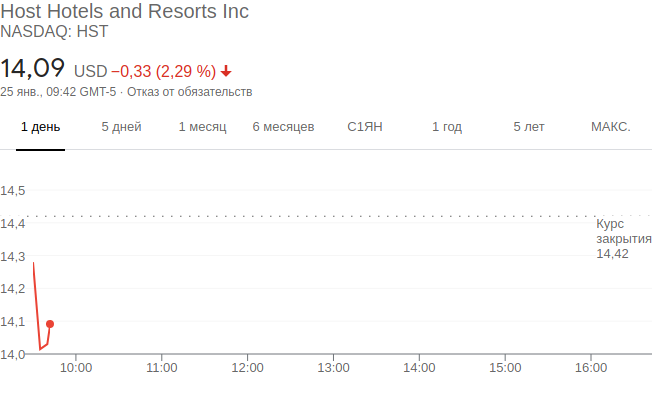 Host Hotels and Resorts Inc
NASDAQ: HST
14,09 USD −0,33 (2,29 %)
25 янв., 09:42 GMT-5 · Отказ от обязательств
1 день 5 дней 1 месяц 6 месяцев С1ЯН 1 год 5 лет МАКС.
14,5
14,4
Курс
закрытия
14,42
14,3
14,2
14,1
14,0
10:00 11:00 12:00 13:00 14:00 15:00 16:00